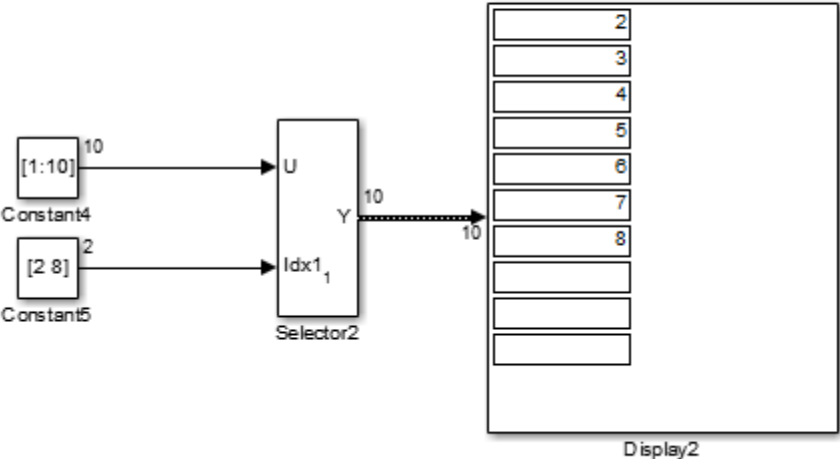 10
[1:10]
Constant4
2
[2 8]
Constant5
U
Y
Idx1
1
Selector2
10
10
2
3
4
5
6
7
8
Display2